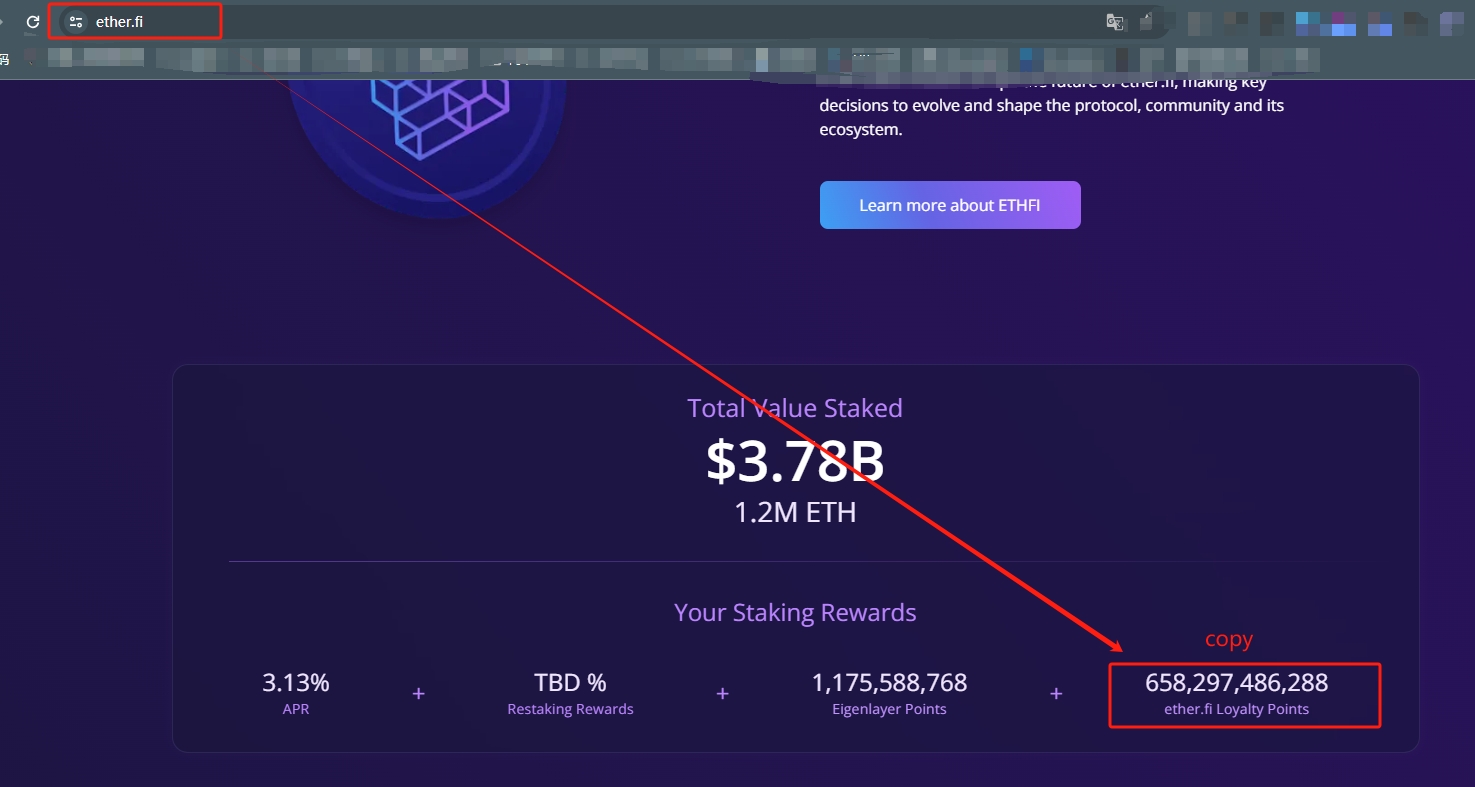 ether.fi
码
future of ether.fi, making key
decisions to evolve and shape the protocol, community and its
ecosystem.
Learn more about ETHFI
Total Value Staked
$3.78B
1.2M ETH
Your Staking Rewards
copy
3.13% + TBD % + 1,175,588,768 + 658,297,486,288
APR Restaking Rewards Eigenlayer Points ether.fi Loyalty Points